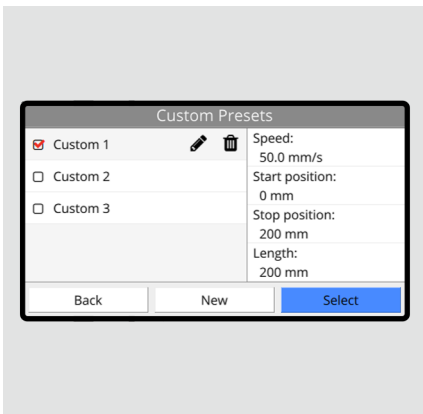 Custom Presets
Custom 1
Custom 2
Custom 3
Speed:
50.0 mm/s
Start position:
0 mm
Stop position:
200 mm
Length:
200 mm
Back
New
Select